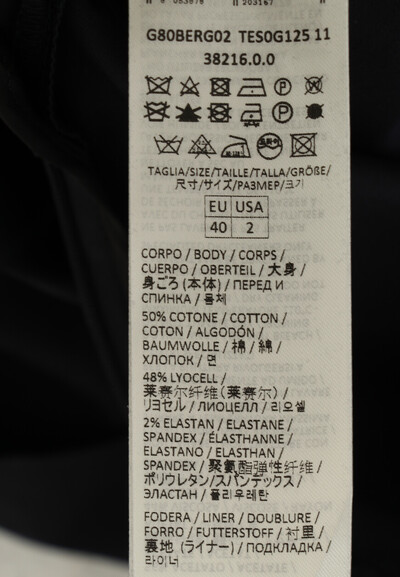 203167
G80BERG02 TES0G125 11
38216.0.0
TAGLIA/SIZE/TAILLE/TALLA/GRÖßE/
尺寸/サイズ/РАЗМЕР/크기
EU USA
40 2
CORPO / BODY / CORPS /
CUERPO / OBERTEIL / 大身 /
身ごろ (本体) / ПЕРЕД И
СПИНКА / 몸체
50% COTONE / COTTON /
COTON / ALGODÓN /
BAUMWOLLE / 棉 / 綿 /
ХЛОПОК / 면
48% LYOCELL /
莱赛尔纤维 (莱赛尔) /
リヨセル / ЛИОЦЕЛЛ / 리오셀
2% ELASTAN / ELASTANE /
SPANDEX / ÉLASTHANNE /
ELASTANO / ELASTHAN /
SPANDEX / 聚氨酯弹性纤维 /
ポリウレタン/スパンデックス /
ЭЛАСТАН / 폴리우레탄
FODERA / LINER / DOUBLURE /
FORRO / FUTTERSTOFF / 衬里 /
裏地 (ライナー) / ПОДКЛАДКА /
라이너